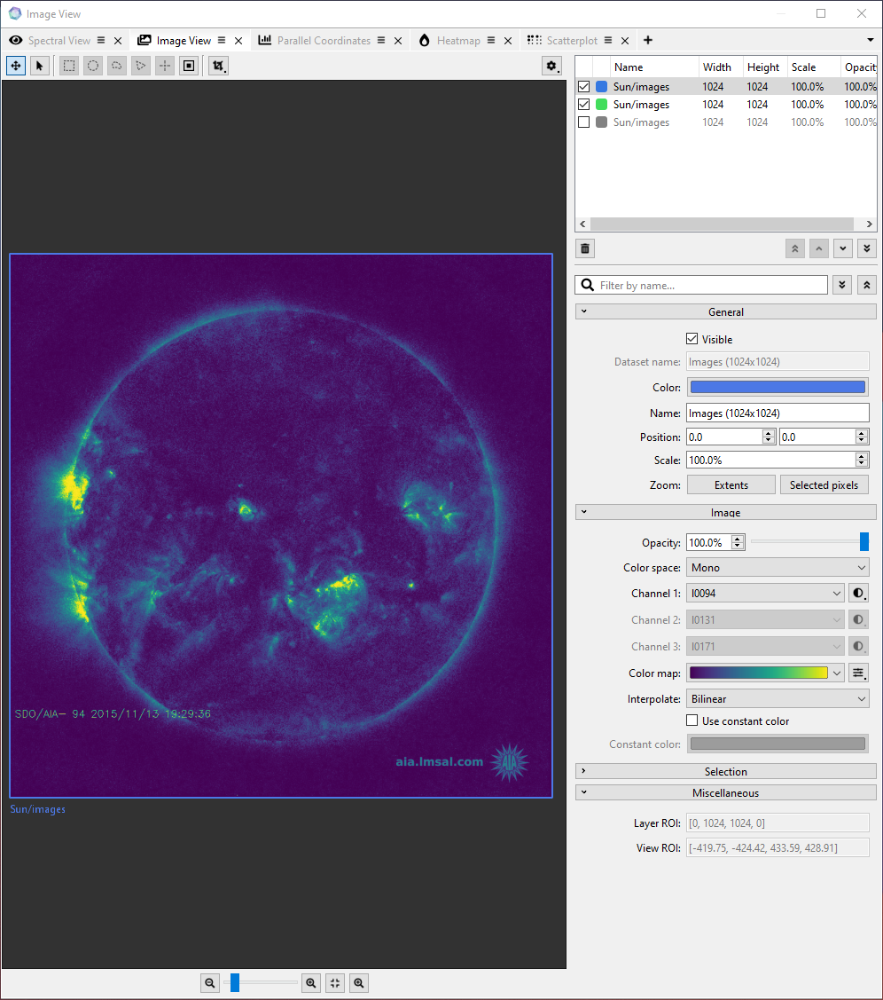 Image View
Spectral View
Image View
Parallel Coordinates
Heatmap
Scatterplot
Name Width Height Scale Opacit
Sun/images 1024 1024 100.0% 100.0%
Sun/images 1024 1024 100.0% 100.0%
Sun/images 1024 1024 100.0% 100.0%
Filter by name...
General
Visible
Dataset name: Images (1024x1024)
Color:
Name: Images (1024x1024)
Position: 0.0 0.0
Scale: 100.0%
Zoom: Extents Selected pixels
Image
Opacity: 100.0%
Color space: Mono
Channel 1: I0094
Channel 2: I0131
Channel 3: I0171
Color map:
Interpolate: Bilinear
Use constant color
Constant color:
Selection
Miscellaneous
Layer ROI: [0, 1024, 1024, 0]
View ROI: [-419.75, -424.42, 433.59, 428.91]
SDO/AIA- 94 2015/11/13 19:29:36
aia.lmsal.com
AIA
Sun/images